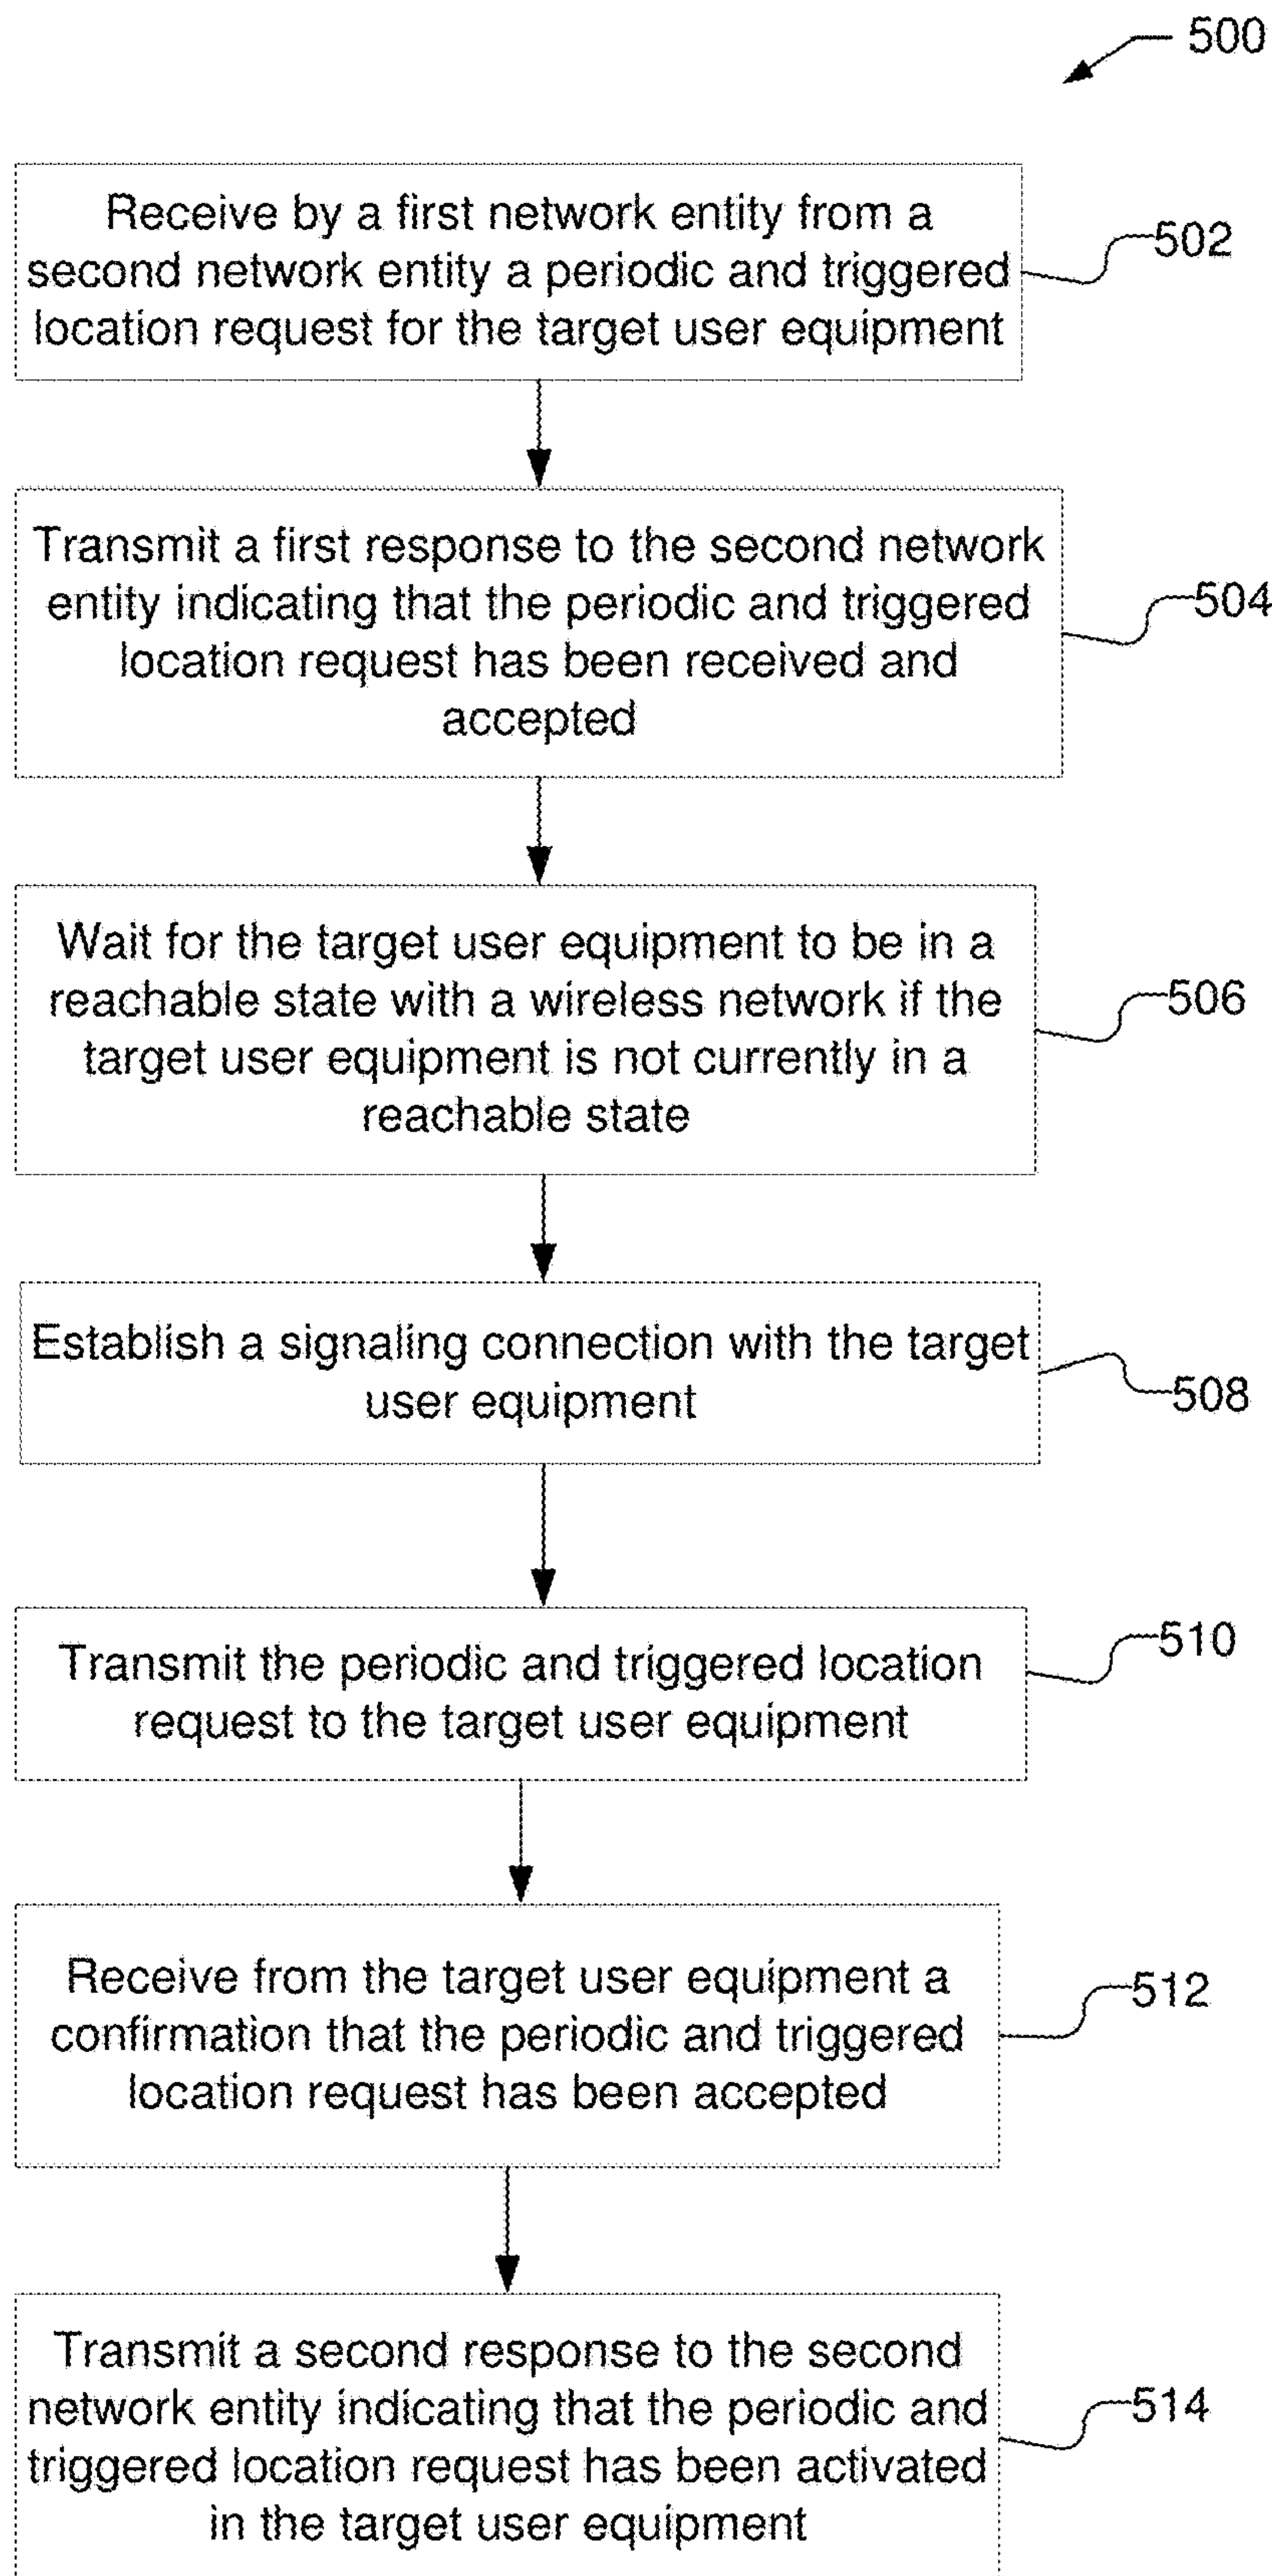 500
Receive by a first network entity from a
second network entity a periodic and triggered
location request for the target user equipment
502
Transmit a first response to the second network
entity indicating that the periodic and triggered
location request has been received and
accepted
504
Wait for the target user equipment to be in a
reachable state with a wireless network if the
target user equipment is not currently in a
reachable state
506
Establish a signaling connection with the target
user equipment
508
Transmit the periodic and triggered location
request to the target user equipment
510
Receive from the target user equipment a
confirmation that the periodic and triggered
location request has been accepted
512
Transmit a second response to the second
network entity indicating that the periodic and
triggered location request has been activated
in the target user equipment
514